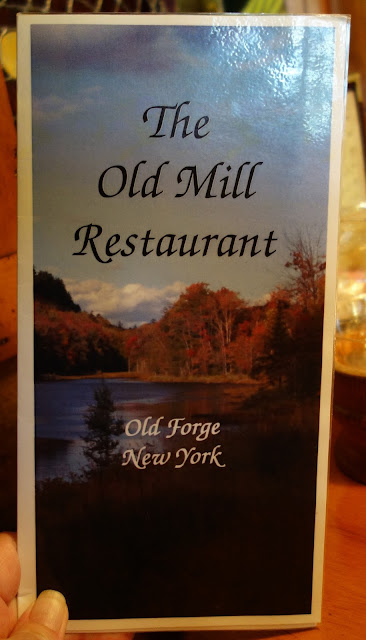 The
Old Mill
Restaurant
Old Forge
New York